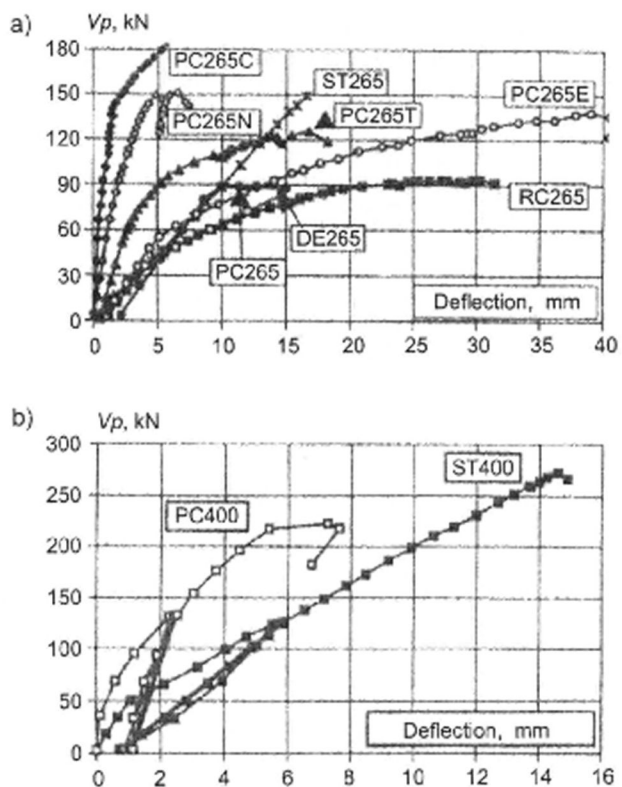 a) Vp, kN
180
150
120
90
60
30
0
PC265C
PC265N
ST265
PC265T
PC265E
RC265
DE265
PC265
Deflection, mm
0 5 10 15 20 25 30 35 40
b) Vp, kN
300
250
200
150
100
50
0
PC400
ST400
Deflection, mm
0 2 4 6 8 10 12 14 16